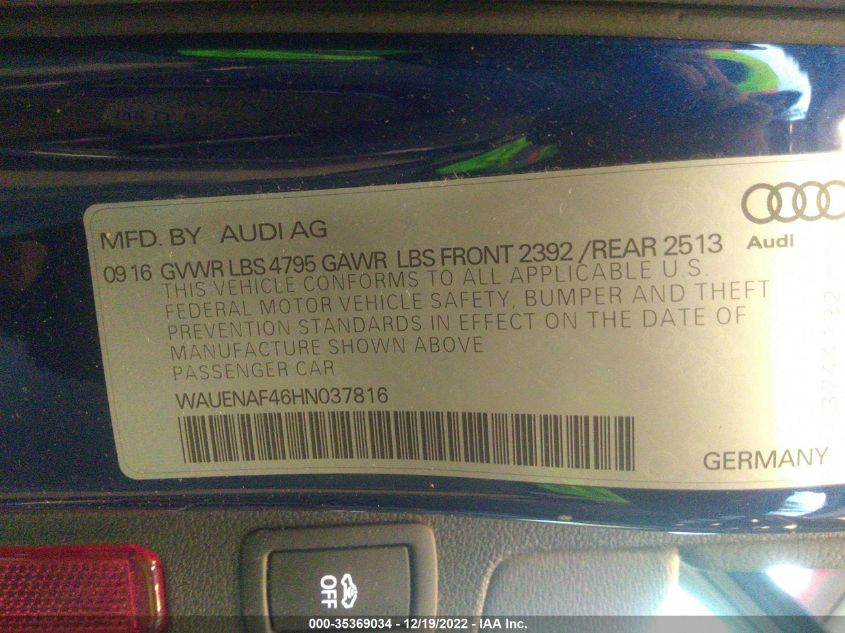 MFD. BY AUDI AG
Audi
09 16 GVWR LBS 4795 GAWR LBS FRONT 2392 /REAR 2513
THIS VEHICLE CONFORMS TO ALL APPLICABLE U.S.
FEDERAL MOTOR VEHICLE SAFETY, BUMPER AND THEFT
PREVENTION STANDARDS IN EFFECT ON THE DATE OF
MANUFACTURE SHOWN ABOVE
PASSENGER CAR
WAUENAF46HN037816
GERMANY
OFF
000-35369034 - 12/19/2022 - IAA Inc.